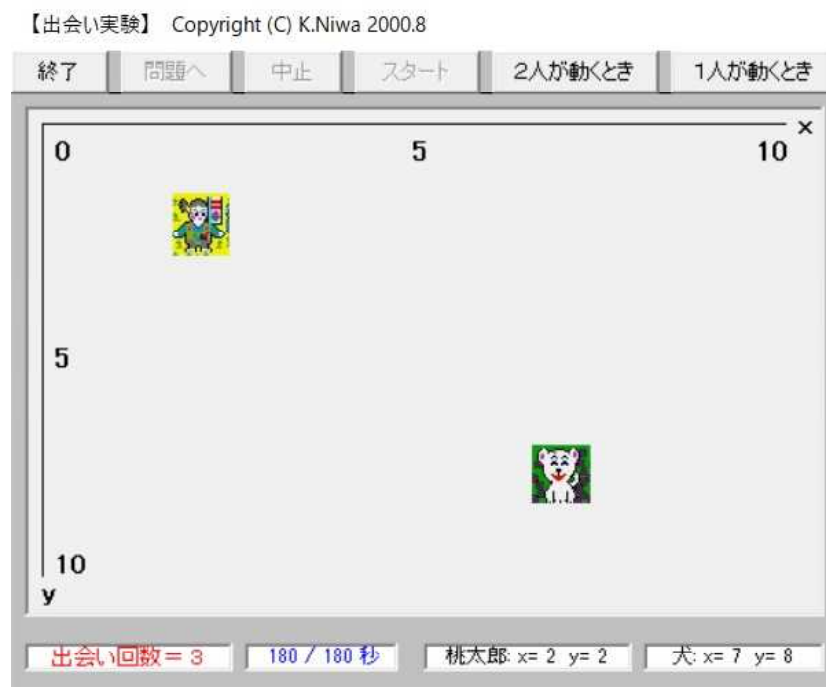 【出会い実験】 Copyright (C) K.Niwa 2000.8
終了 問題へ 中止 スタート 2人が動くとき 1人が動くとき
x
0 5 10
5
10
y
出会い回数=3 180 / 180 秒 桃太郎: x= 2 y= 2 犬: x= 7 y= 8